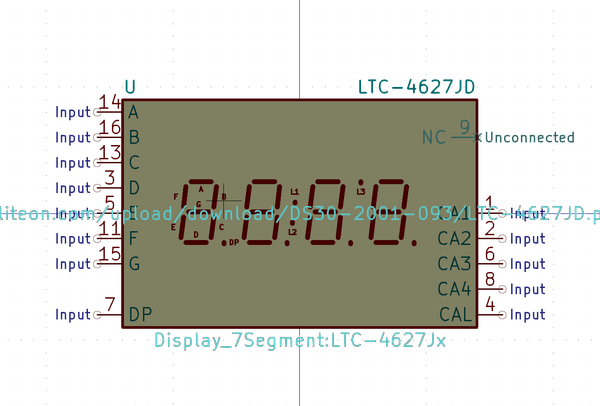 U LTC-4627JD
Input 14 A
Input 16 B NC 9 Unconnected
Input 13 C
Input 3 D
A
F B L1 L3
G
liteon.com/upload/download/DS30-2001-093/LTC-4627JD.p
Input 5 E CA1 1 Input
E D C .DP L2
Input 11 F CA2 2 Input
Input 15 G CA3 6 Input
CA4 8 Input
Input 7 DP CAL 4 Input
Display_7Segment:LTC-4627Jx